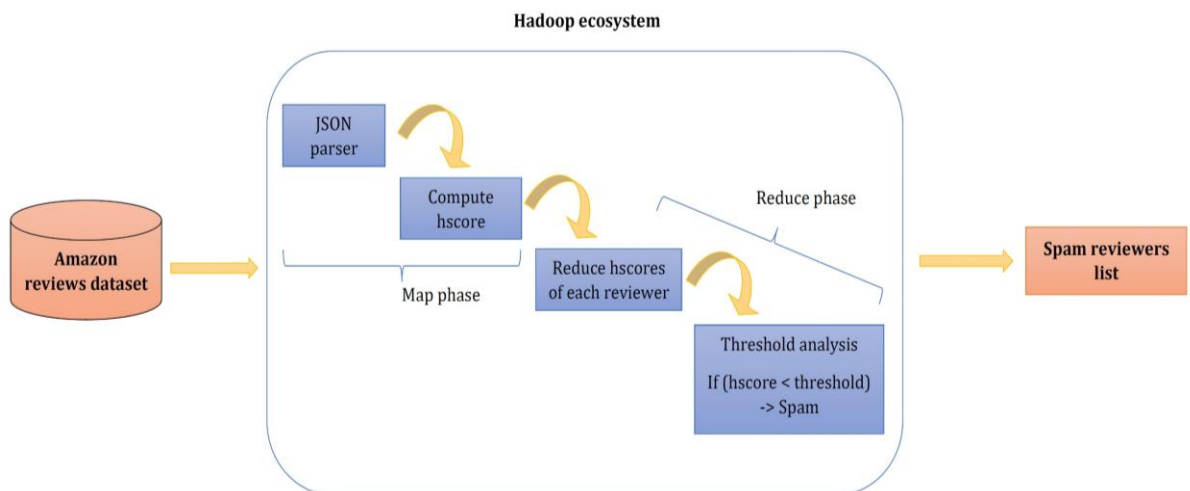 Hadoop ecosystem
Amazon
reviews dataset
JSON
parser
Compute
hscore
Map phase
Reduce hscores
of each reviewer
Reduce phase
Threshold analysis
If (hscore < threshold)
-> Spam
Spam reviewers
list